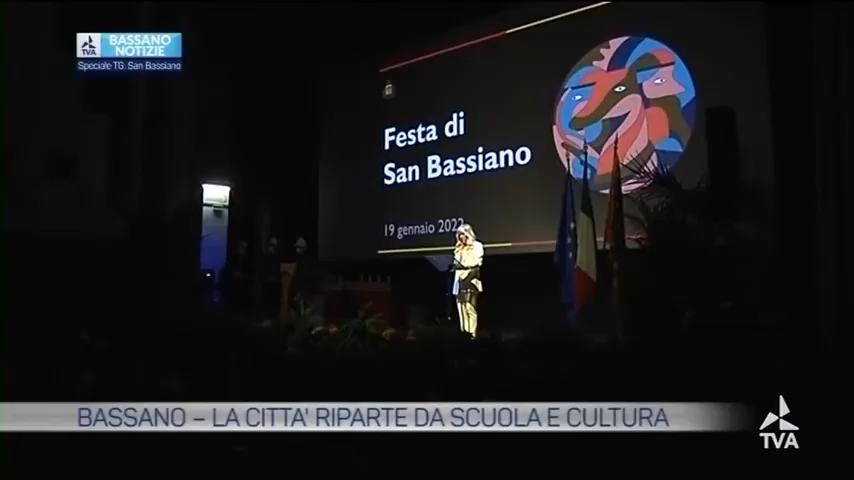 BASSANO
NOTIZIE
TVA
Speciale TG: San Bassiano
Festa di
San Bassiano
19 gennaio 2022
BASSANO – LA CITTA' RIPARTE DA SCUOLA E CULTURA
TVA